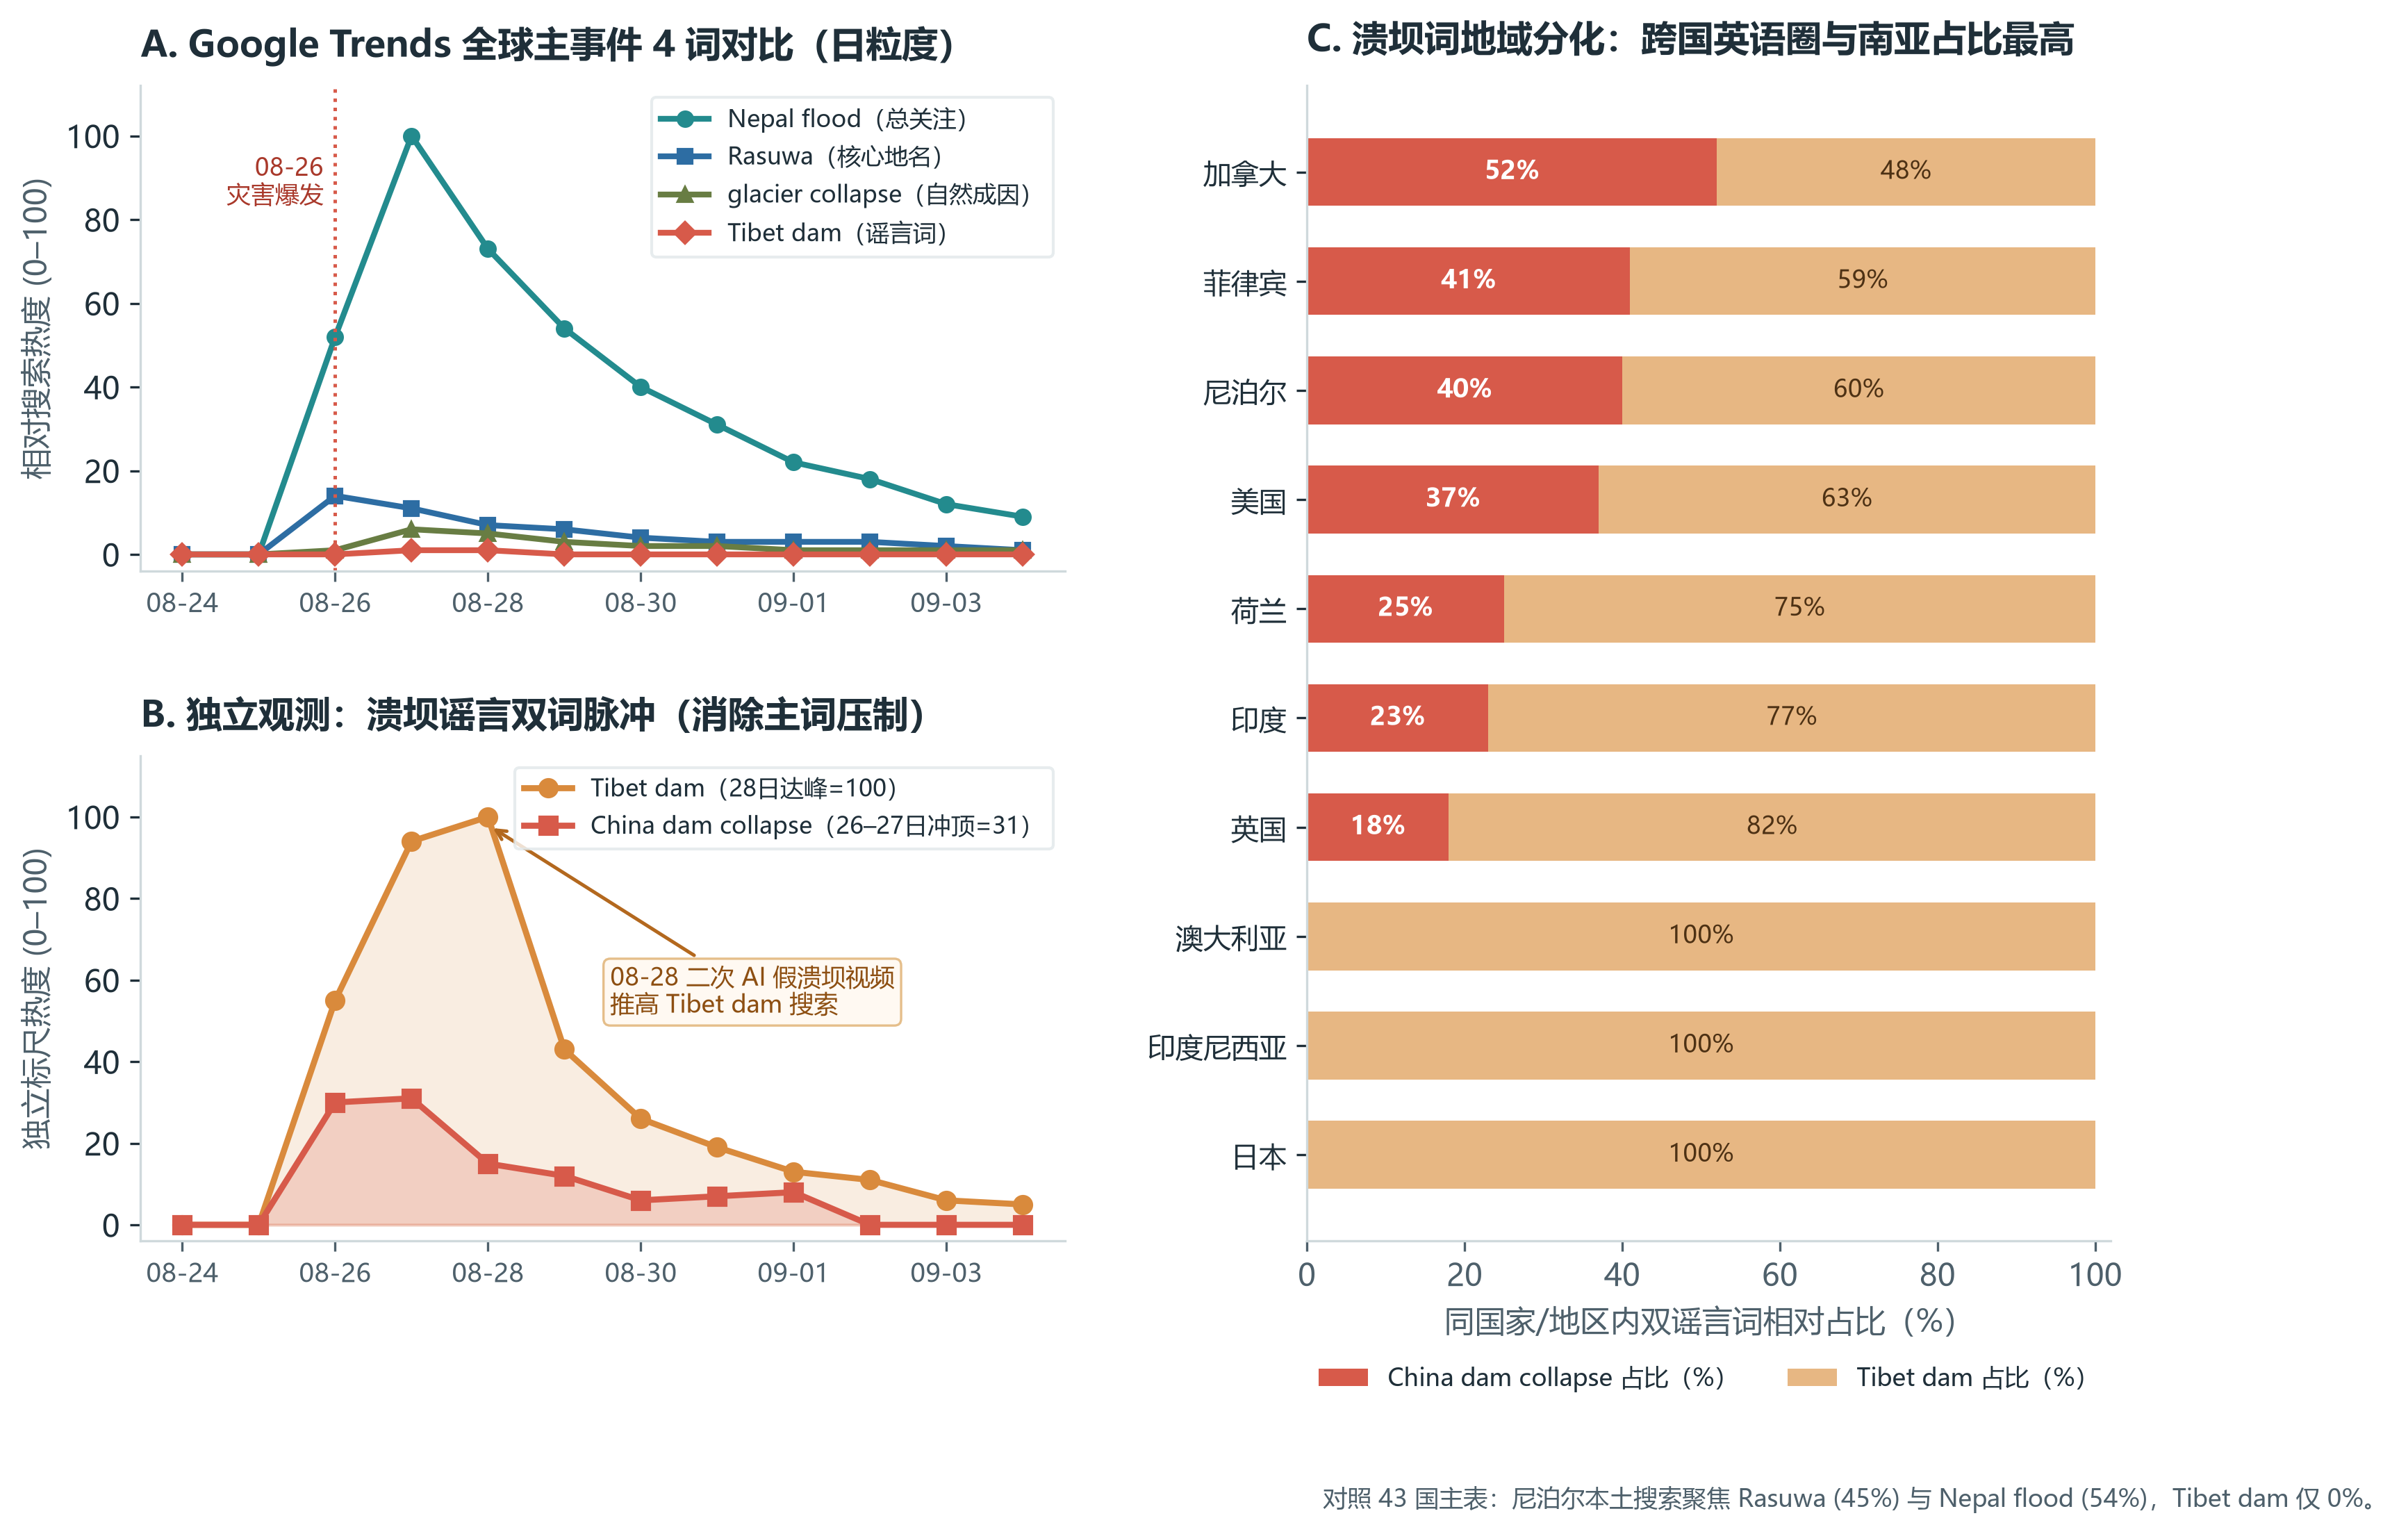 A. Google Trends 全球主事件 4 词对比（日粒度）
相对搜索热度 (0–100)
100
80
60
40
20
0
08-26
灾害爆发
Nepal flood（总关注）
Rasuwa（核心地名）
glacier collapse（自然成因）
Tibet dam（谣言词）
08-24
08-26
08-28
08-30
09-01
09-03
B. 独立观测：溃坝谣言双词脉冲（消除主词压制）
独立标尺热度 (0–100)
100
80
60
40
20
0
Tibet dam（28日达峰=100）
China dam collapse（26–27日冲顶=31）
08-28 二次 AI 假溃坝视频
推高 Tibet dam 搜索
08-24
08-26
08-28
08-30
09-01
09-03
C. 溃坝词地域分化：跨国英语圈与南亚占比最高
加拿大 52% 48%
菲律宾 41% 59%
尼泊尔 40% 60%
美国 37% 63%
荷兰 25% 75%
印度 23% 77%
英国 18% 82%
澳大利亚 100%
印度尼西亚 100%
日本 100%
0 20 40 60 80 100
同国家/地区内双谣言词相对占比（%）
China dam collapse 占比（%）
Tibet dam 占比（%）
对照 43 国主表：尼泊尔本土搜索聚焦 Rasuwa (45%) 与 Nepal flood (54%)，Tibet dam 仅 0%。